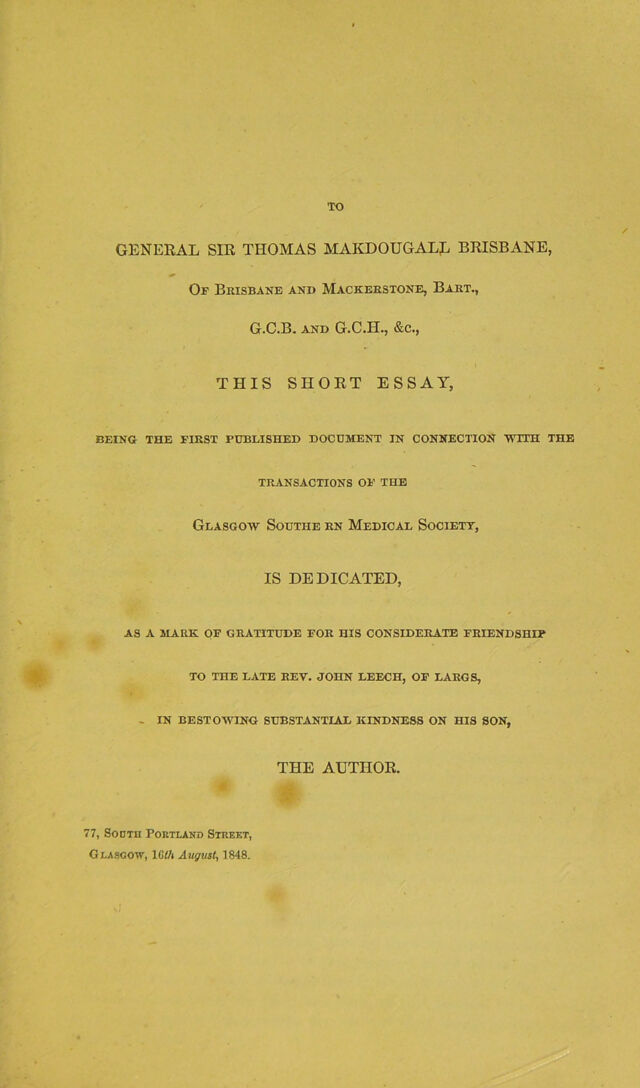 TO
GENERAL SIR THOMAS MAKDOUGALL BRISBANE,
OF BRISBANE AND MACKERSTONE, BART.,
G.C.B. AND G.C.H., &c.,
THIS SHORT ESSAY,
BEING THE FIRST PUBLISHED DOCUMENT IN CONNECTION WITH THE
TRANSACTIONS OF THE
GLASGOW SOUTHE RN MEDICAL SOCIETY,
IS DEDICATED,
AS A MARK OF GRATITUDE FOR HIS CONSIDERATE FRIENDSHIP
TO THE LATE REV. JOHN LEECH, OF LARGS,
IN BESTOWING SUBSTANTIAL KINDNESS ON HIS SON,
THE AUTHOR.
77, SOUTH PORTLAND STREET,
GLASGOW, 16th August, 1848.